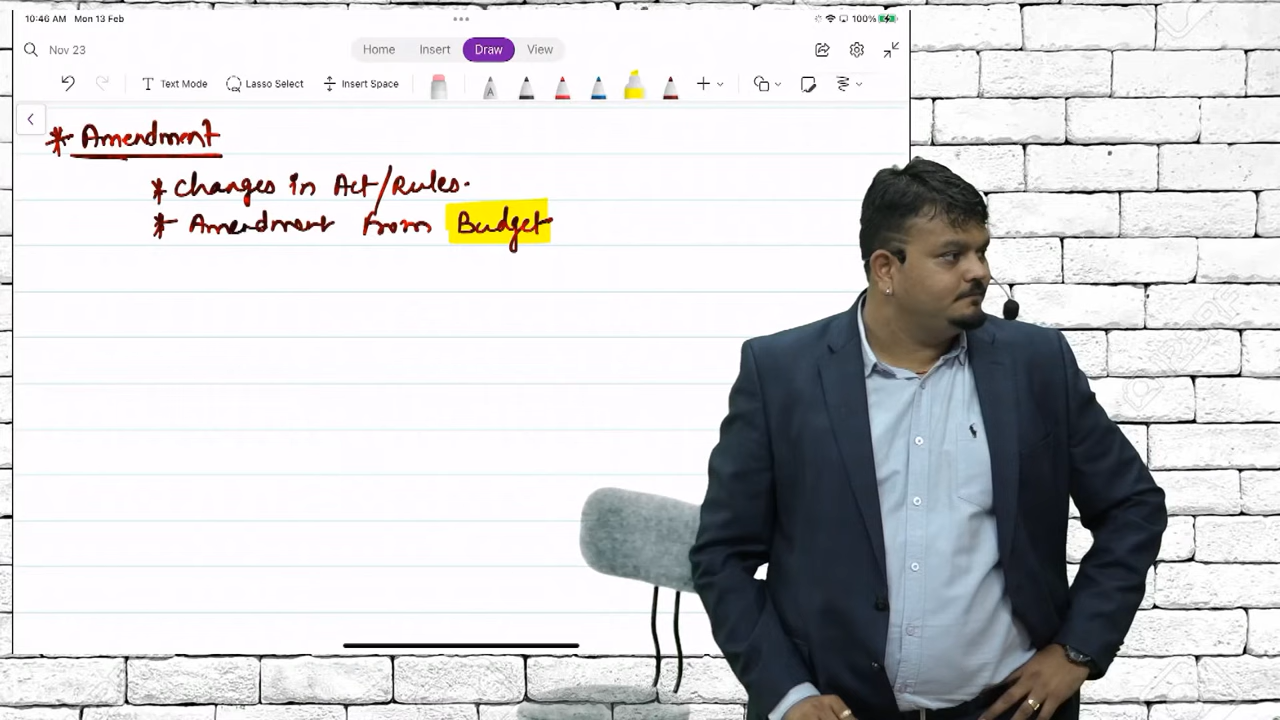 10:46 AM Mon 13 Feb
100%
Nov 23
Home Insert Draw View
Text Mode Lasso Select Insert Space
* Amendment
* Changes in Act/Rules.
* Amendment from Budget